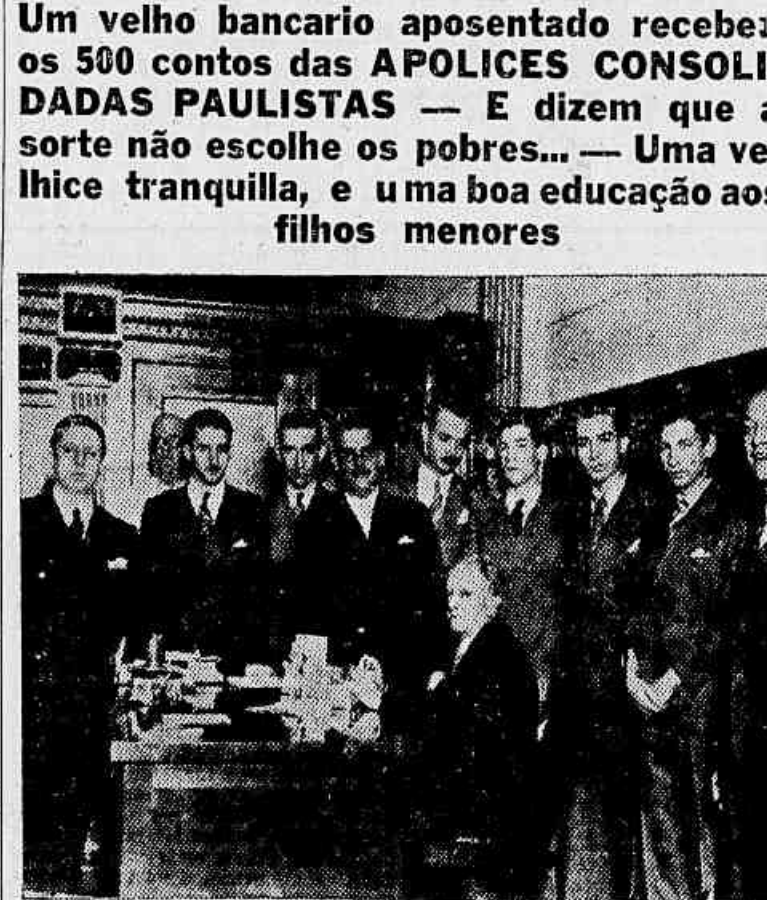 Um velho bancario aposentado recebe
os 500 contos das APOLICES CONSOLI
DADAS PAULISTAS — E dizem que a
sorte não escolhe os pobres... — Uma ve
lhice tranquilla, e uma boa educação aos
filhos menores